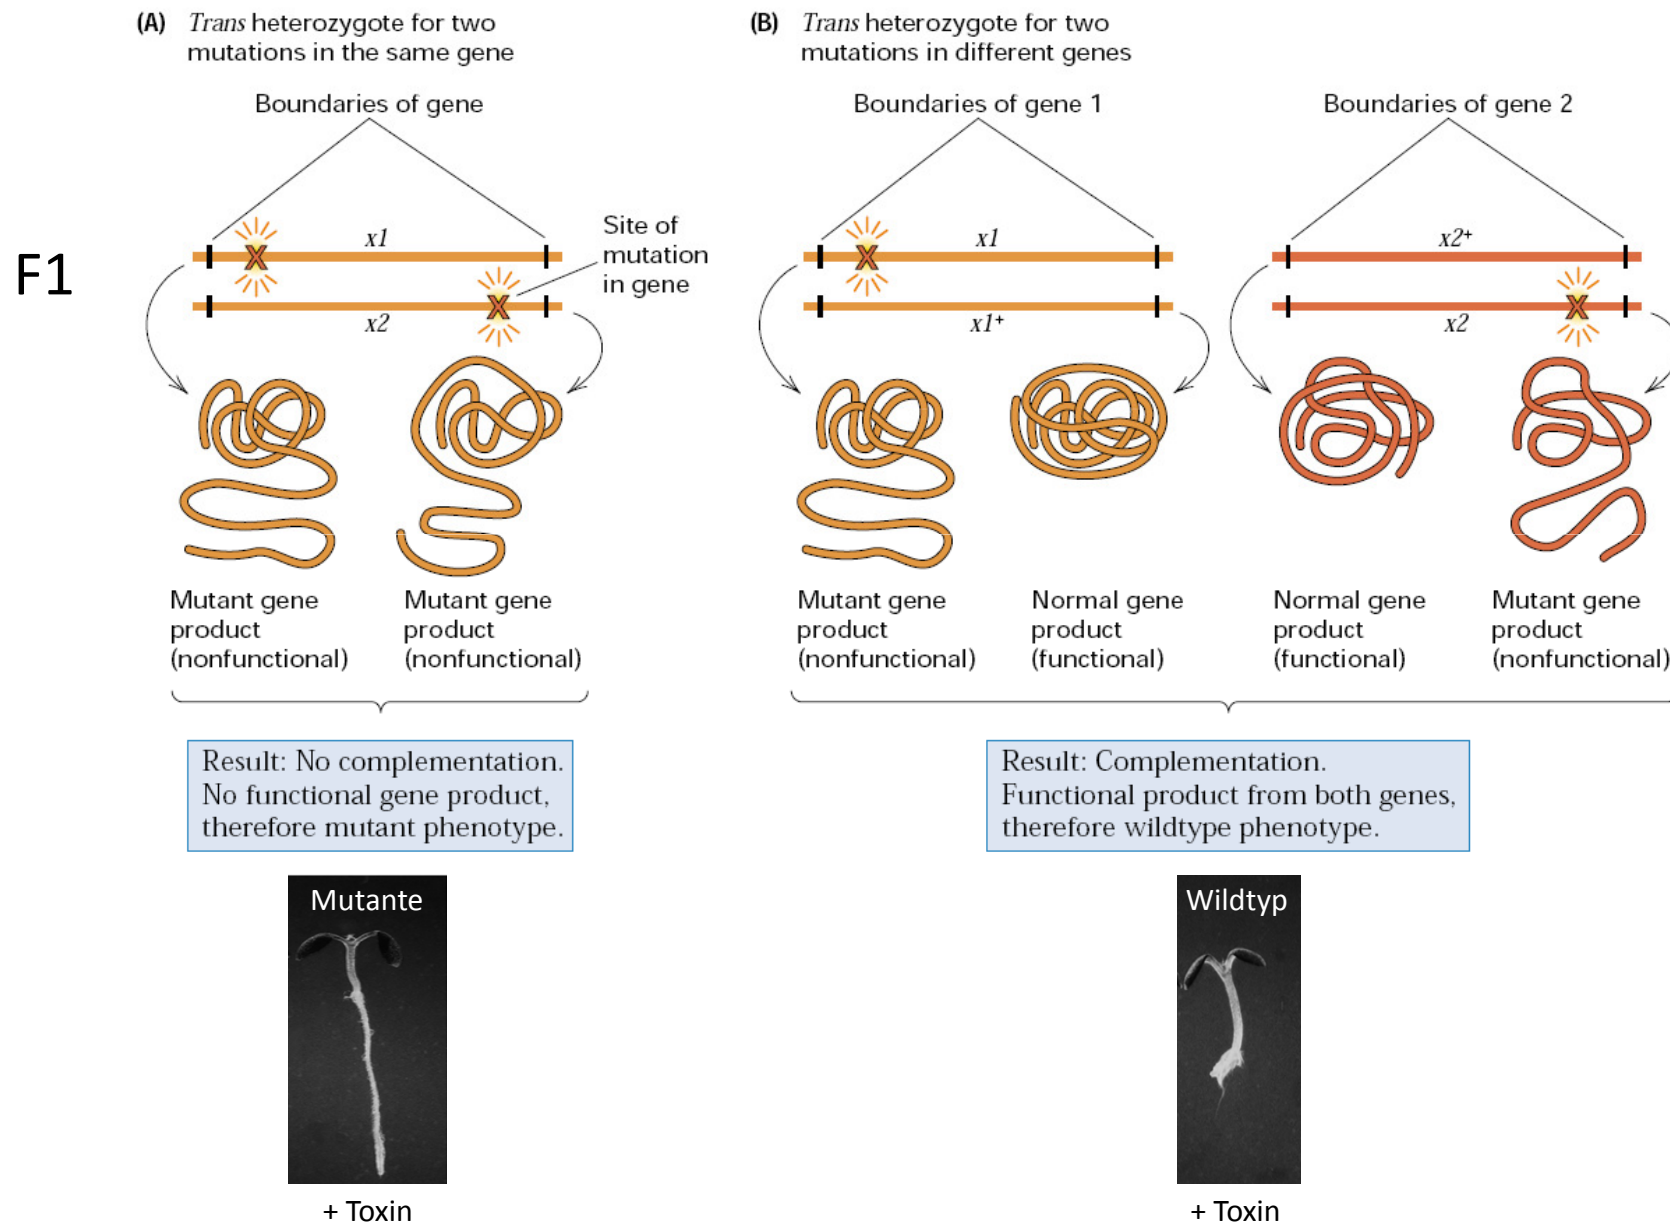 (A) Trans heterozygote for two
mutations in the same gene
Boundaries of gene
F1
x1
x2
Site of
mutation
in gene
X
X
Mutant gene
product
(nonfunctional)
Mutant gene
product
(nonfunctional)
Result: No complementation.
No functional gene product,
therefore mutant phenotype.
Mutante
+ Toxin
(B) Trans heterozygote for two
mutations in different genes
Boundaries of gene 1
Boundaries of gene 2
x1
x1+
x2+
x2
X
X
Mutant gene
product
(nonfunctional)
Normal gene
product
(functional)
Normal gene
product
(functional)
Mutant gene
product
(nonfunctional)
Result: Complementation.
Functional product from both genes,
therefore wildtype phenotype.
Wildtyp
+ Toxin